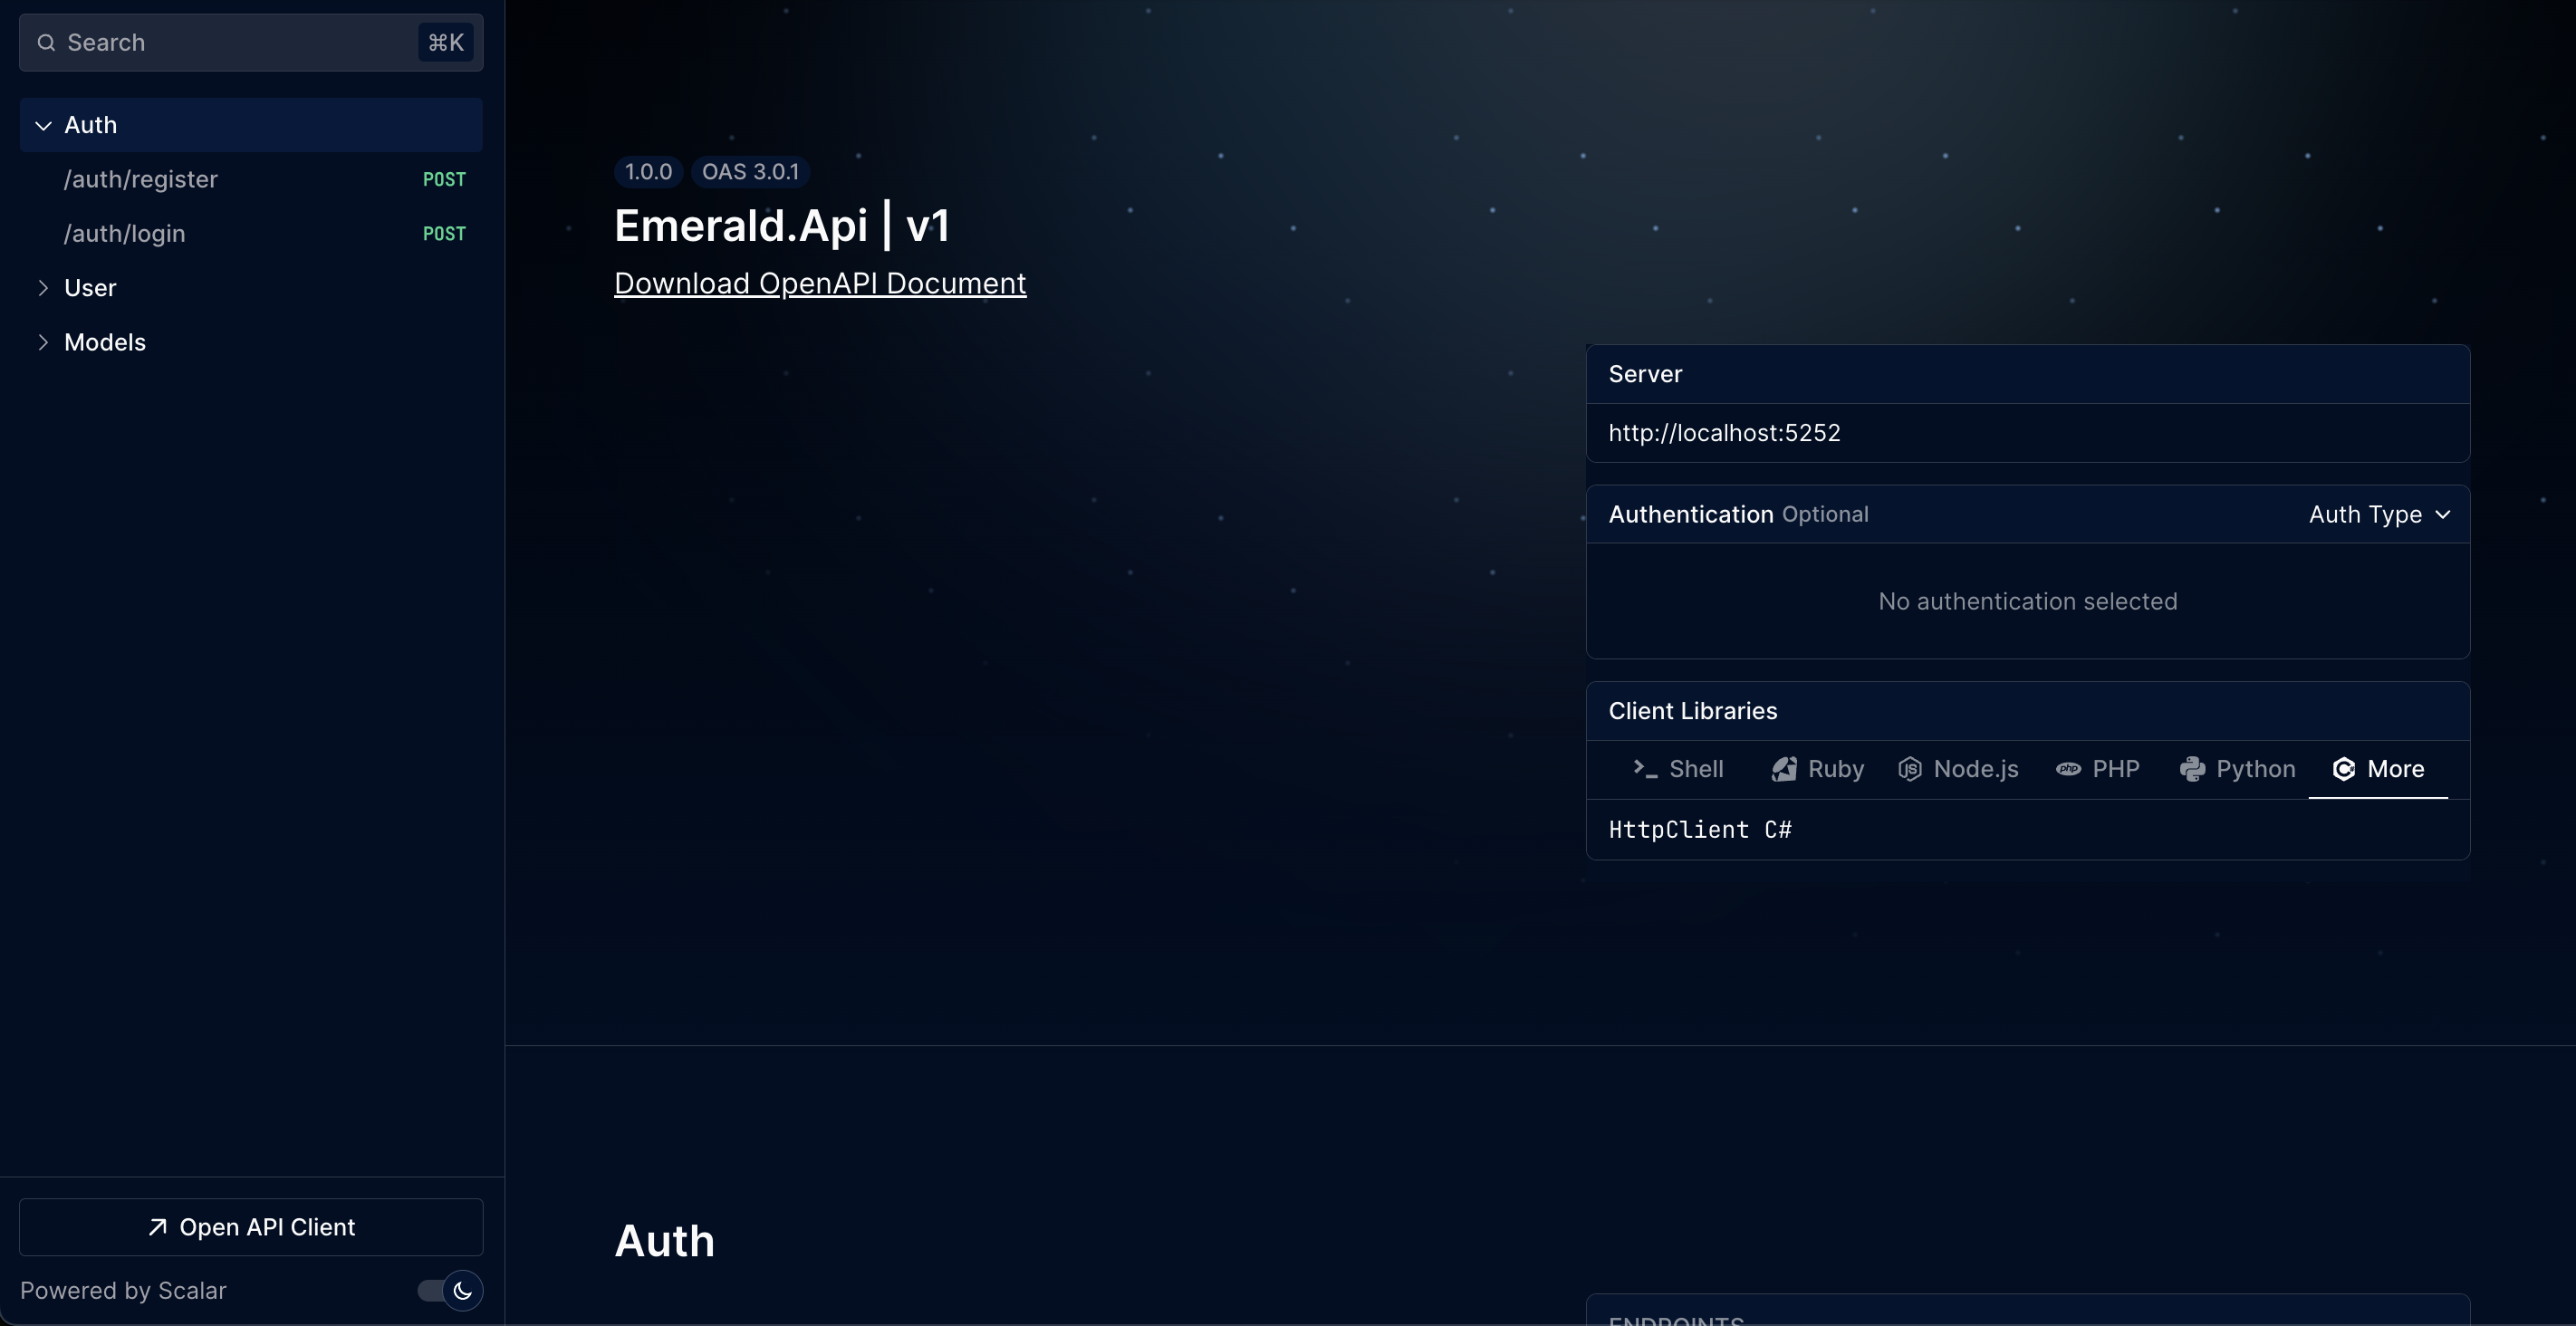 Search ⌘K
Auth
/auth/register POST
/auth/login POST
User
Models
Open API Client
Powered by Scalar
1.0.0 OAS 3.0.1
Emerald.Api | v1
Download OpenAPI Document
Server
http://localhost:5252
Authentication Optional Auth Type
No authentication selected
Client Libraries
Shell Ruby Node.js PHP Python More
HttpClient C#
Auth
ENDPOINTS